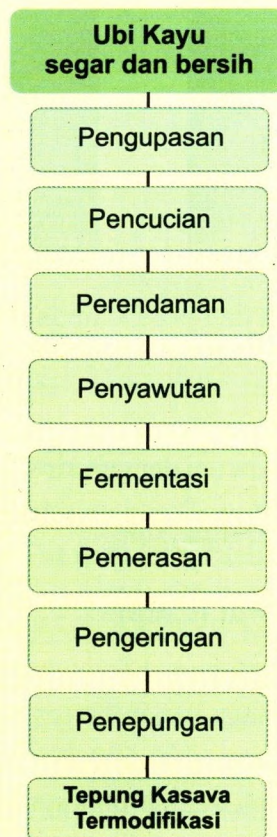 Ubi Kayu
segar dan bersih
Pengupasan
Pencucian
Perendaman
Penyawutan
Fermentasi
Pemerasan
Pengeringan
Penepungan
Tepung Kasava
Termodifikasi